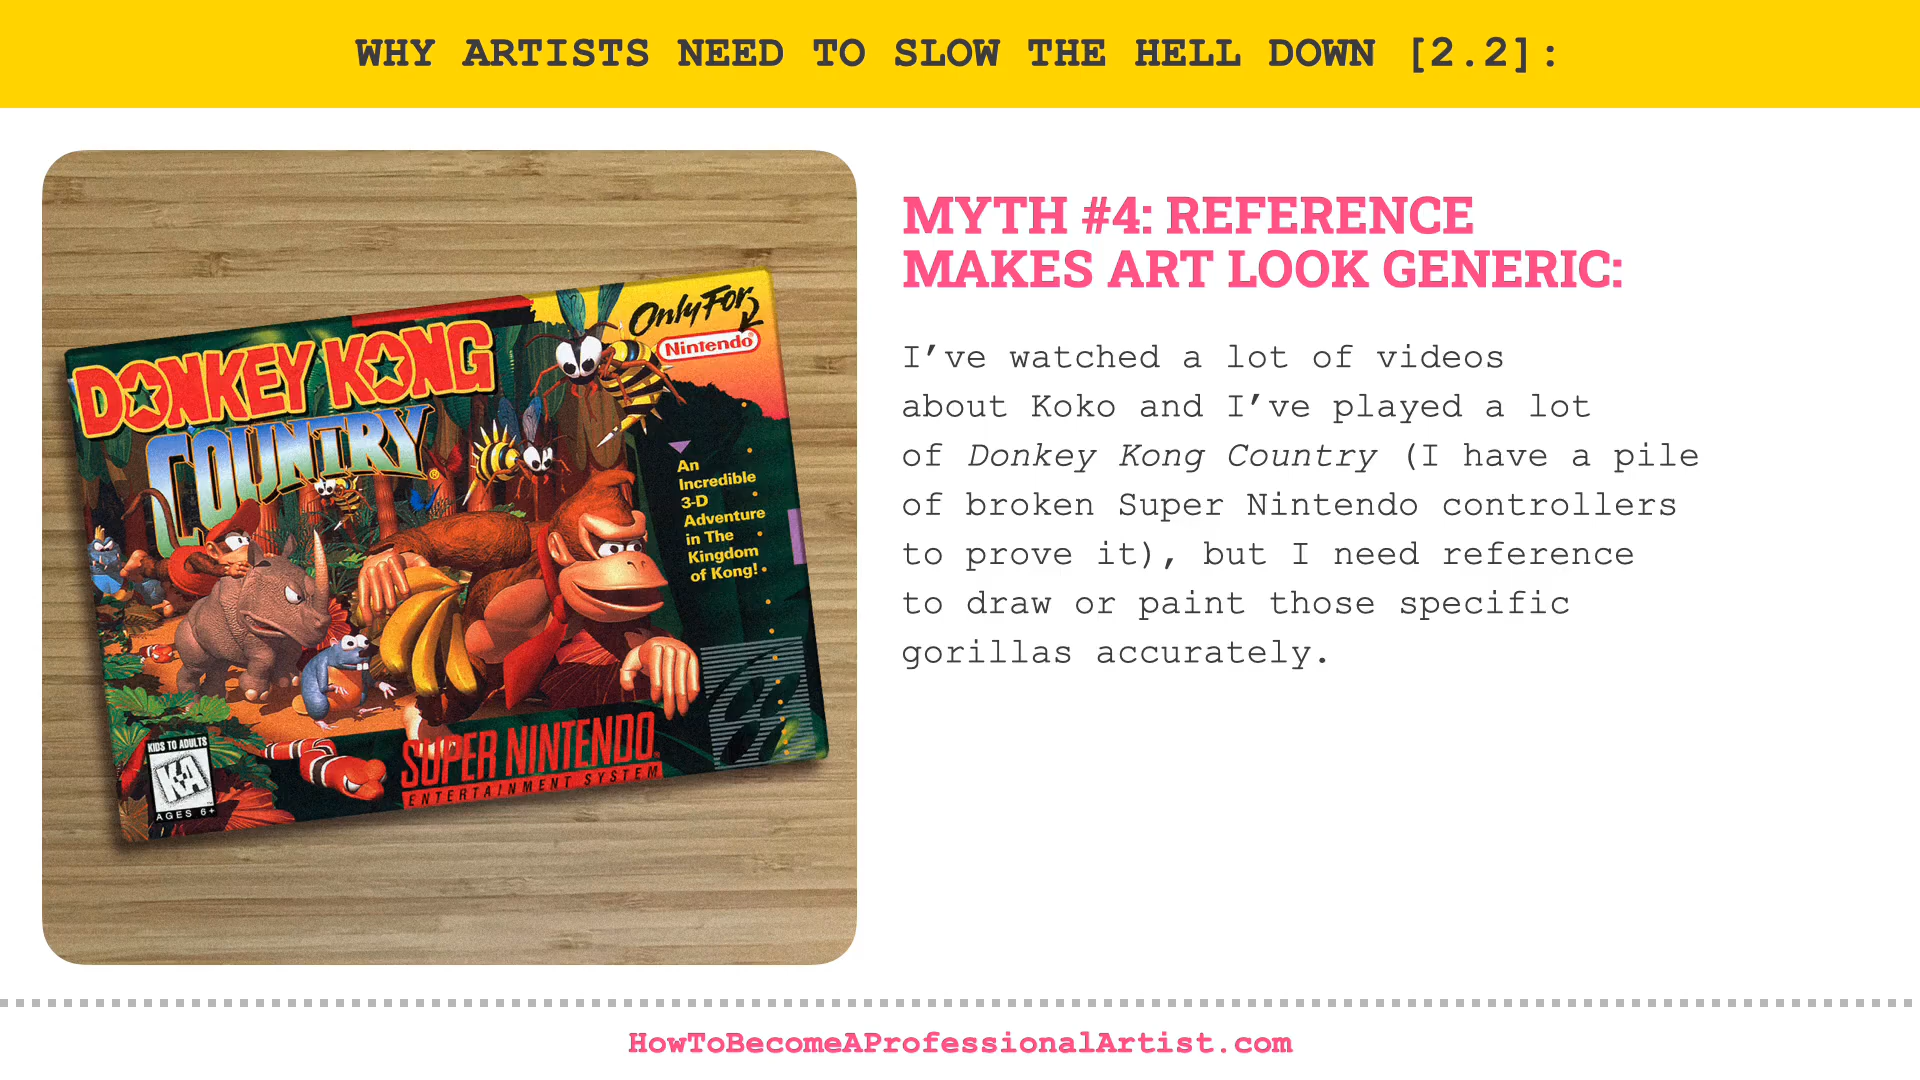 WHY ARTISTS NEED TO SLOW THE HELL DOWN [2.2]:
DONKEY KONG
COUNTRY®
Only For
Nintendo®
An
Incredible
3-D
Adventure
in The
Kingdom
of Kong!
KIDS TO ADULTS
KA
AGES 6+
SUPER NINTENDO
ENTERTAINMENT SYSTEM
MYTH #4: REFERENCE
MAKES ART LOOK GENERIC:
I’ve watched a lot of videos
about Koko and I’ve played a lot
of Donkey Kong Country (I have a pile
of broken Super Nintendo controllers
to prove it), but I need reference
to draw or paint those specific
gorillas accurately.
HowToBecomeAProfessionalArtist.com